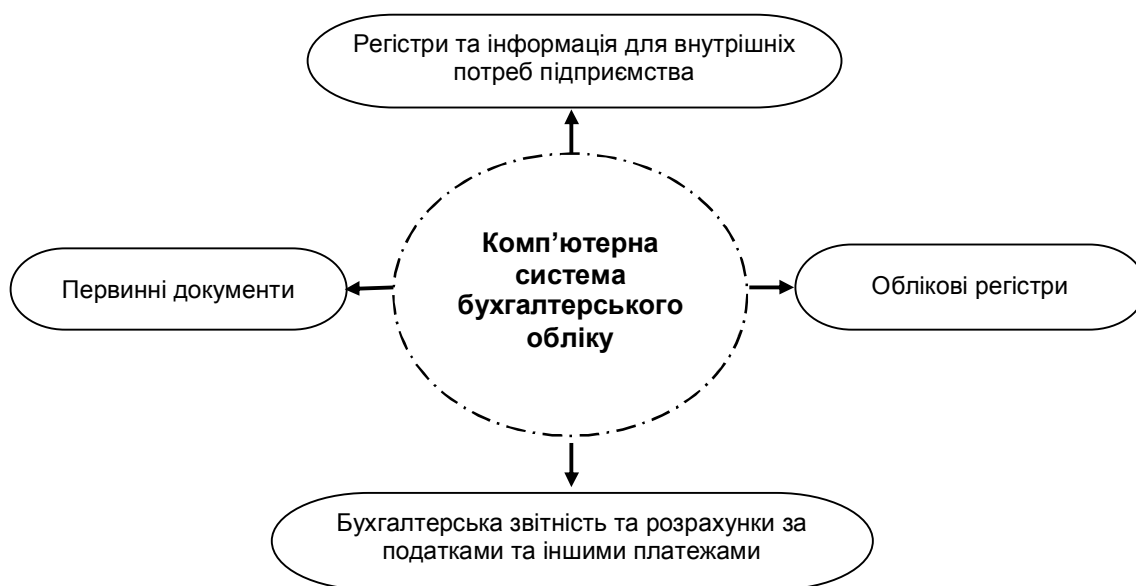 Регістри та інформація для внутрішніх
потреб підприємства
Комп’ютерна
система
бухгалтерського
обліку
Первинні документи
Облікові регістри
Бухгалтерська звітність та розрахунки за
податками та іншими платежами